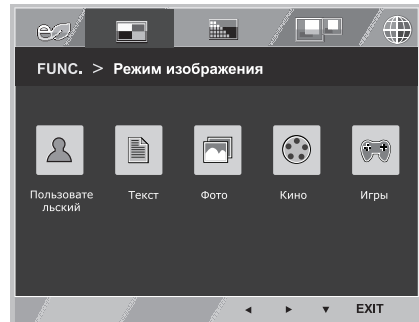 FUNC. > Режим изображения
Пользовате
льский
Текст
Фото
Кино
Игры
EXIT